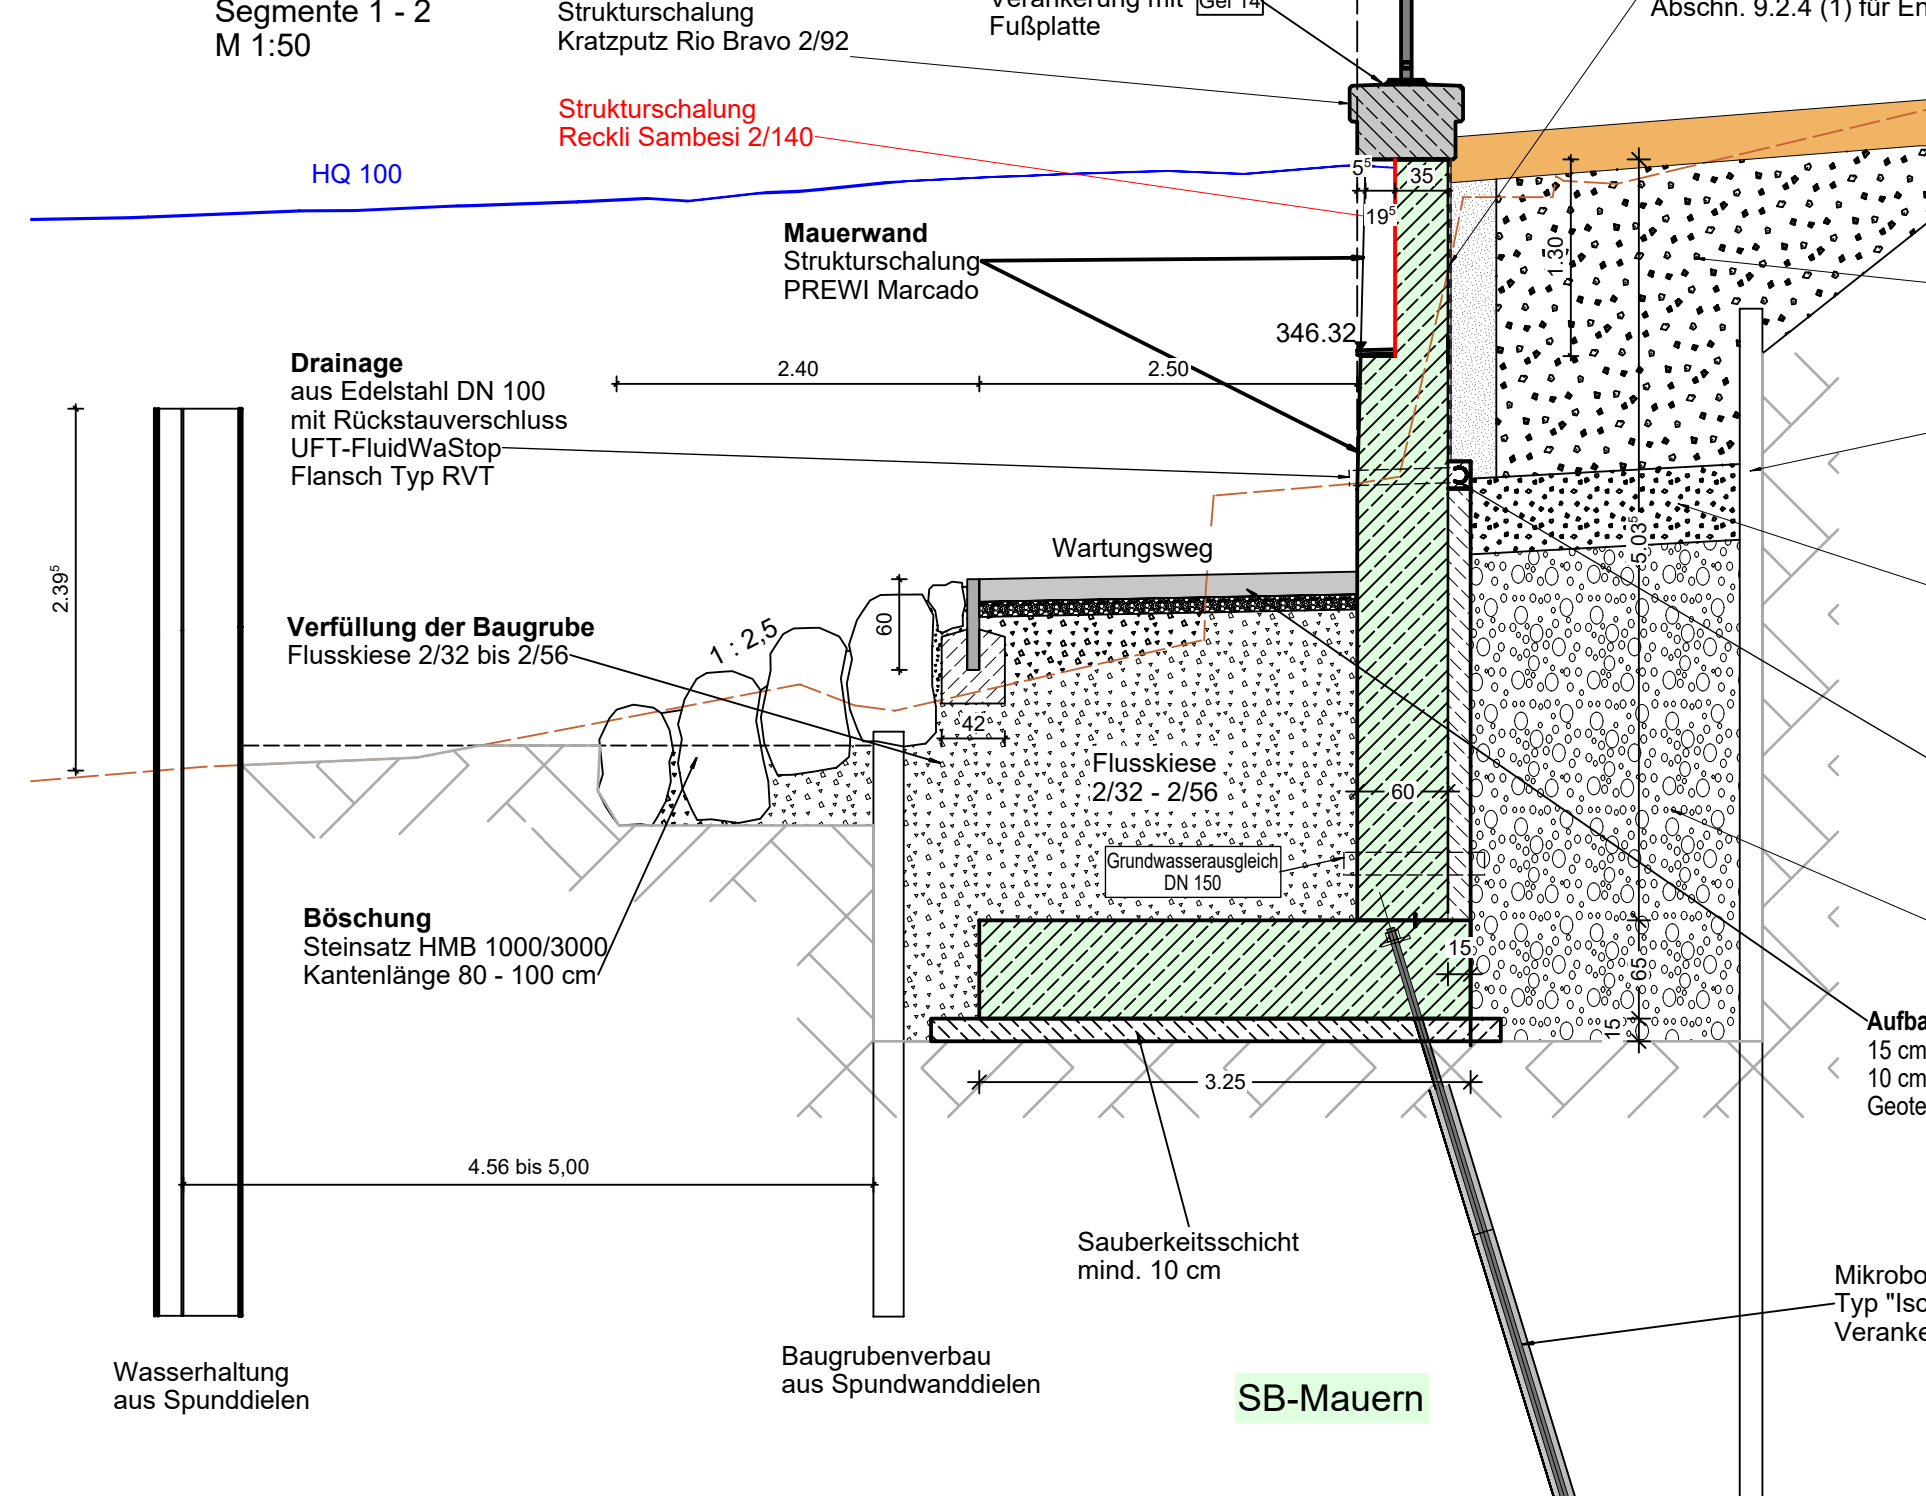 Segmente 1 - 2
M 1:50
Strukturschalung
Kratzputz Rio Bravo 2/92
Verankerung mit
Fußplatte
Gel 14
Abschn. 9.2.4 (1) für
Strukturschalung
Reckli Sambesi 2/140
HQ 100
5⁵
35
19⁵
Mauerwand
Strukturschalung
PREWI Marcado
1.30
346.32
Drainage
aus Edelstahl DN 100
mit Rückstauverschluss
UFT-FluidWaStop
Flansch Typ RVT
2.40
2.50
2.39⁵
5.03⁵
Wartungsweg
60
1 : 2,5
Verfüllung der Baugrube
Flusskiese 2/32 bis 2/56
42
Flusskiese
2/32 - 2/56
60
Grundwasserausgleich
DN 150
Böschung
Steinsatz HMB 1000/3000
Kantenlänge 80 - 100 cm
15
65
15
15 cm
10 cm
3.25
4.56 bis 5,00
Sauberkeitsschicht
mind. 10 cm
Typ "Iso
Wasserhaltung
aus Spunddielen
Baugrubenverbau
aus Spundwanddielen
SB-Mauern